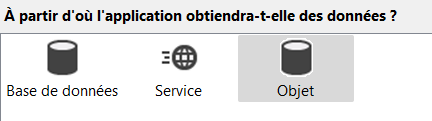 À partir d'où l'application obtiendra-t-elle des données ?
Base de données Service Objet